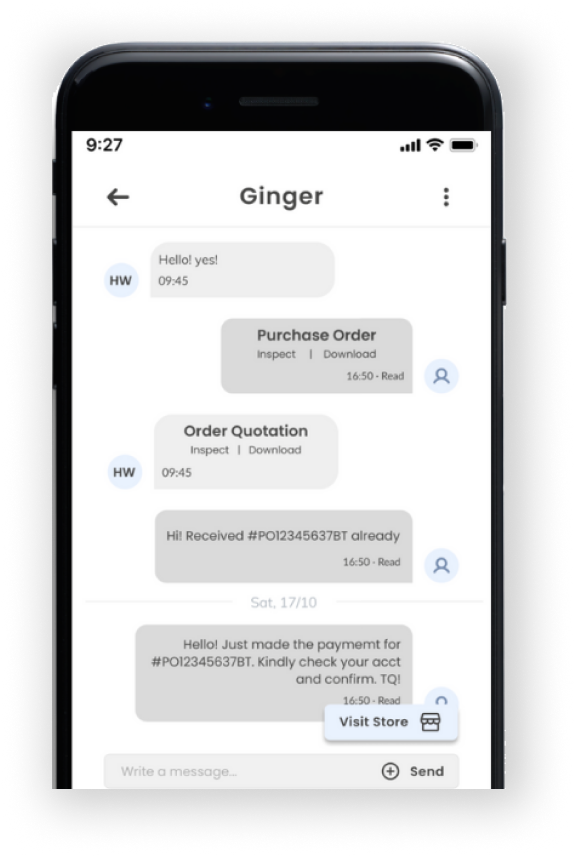 9:27
Ginger
Hello! yes!
HW
09:45
Purchase Order
Inspect | Download
16:50 - Read
Order Quotation
Inspect | Download
HW
09:45
Hi! Received #PO12345637BT already
16:50 - Read
Sat, 17/10
Hello! Just made the paymemt for
#PO12345637BT. Kindly check your acct
and confirm. TQ!
16:50 - Read
Visit Store
Write a message...
Send